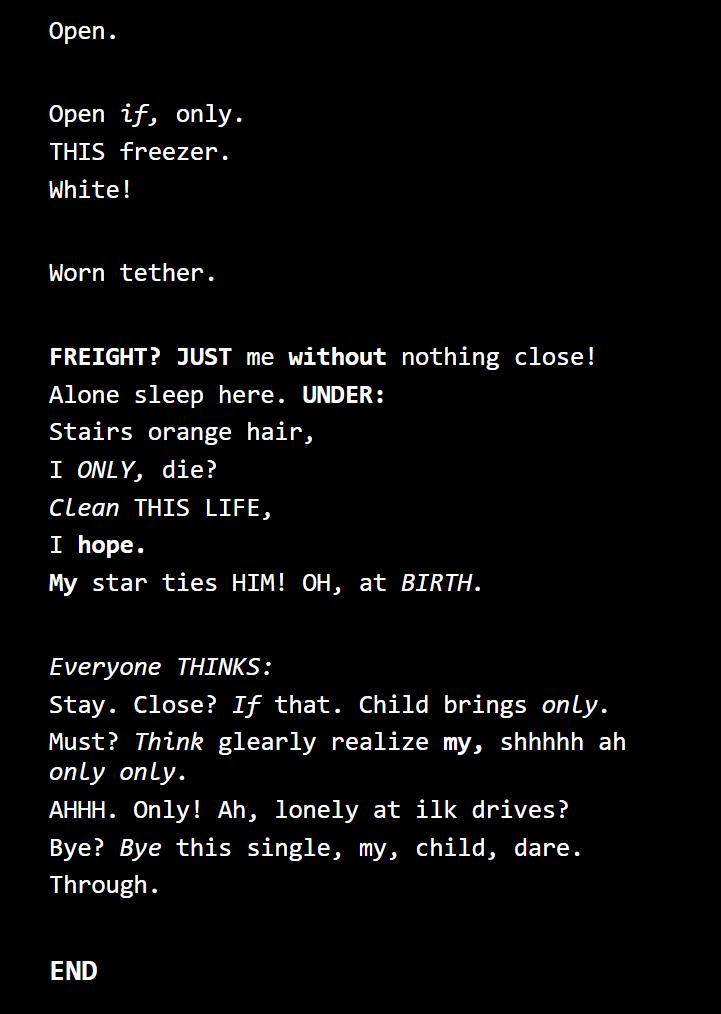 Open.
Open if, only.
THIS freezer.
White!
Worn tether.
FREIGHT? JUST me without nothing close!
Alone sleep here. UNDER:
Stairs orange hair,
I ONLY, die?
Clean THIS LIFE,
I hope.
My star ties HIM! OH, at BIRTH.
Everyone THINKS:
Stay. Close? If that. Child brings only.
Must? Think glearly realize my, shhhhh ah
only only.
AHHH. Only! Ah, lonely at ilk drives?
Bye? Bye this single, my, child, dare.
Through.
END